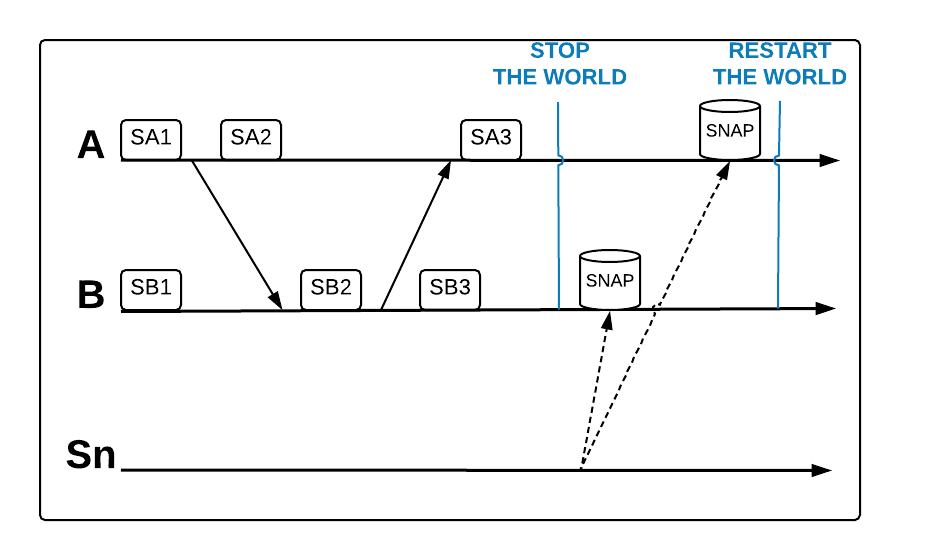 STOP
THE WORLD
RESTART
THE WORLD
A
SA1
SA2
SA3
SNAP
B
SB1
SB2
SB3
SNAP
Sn